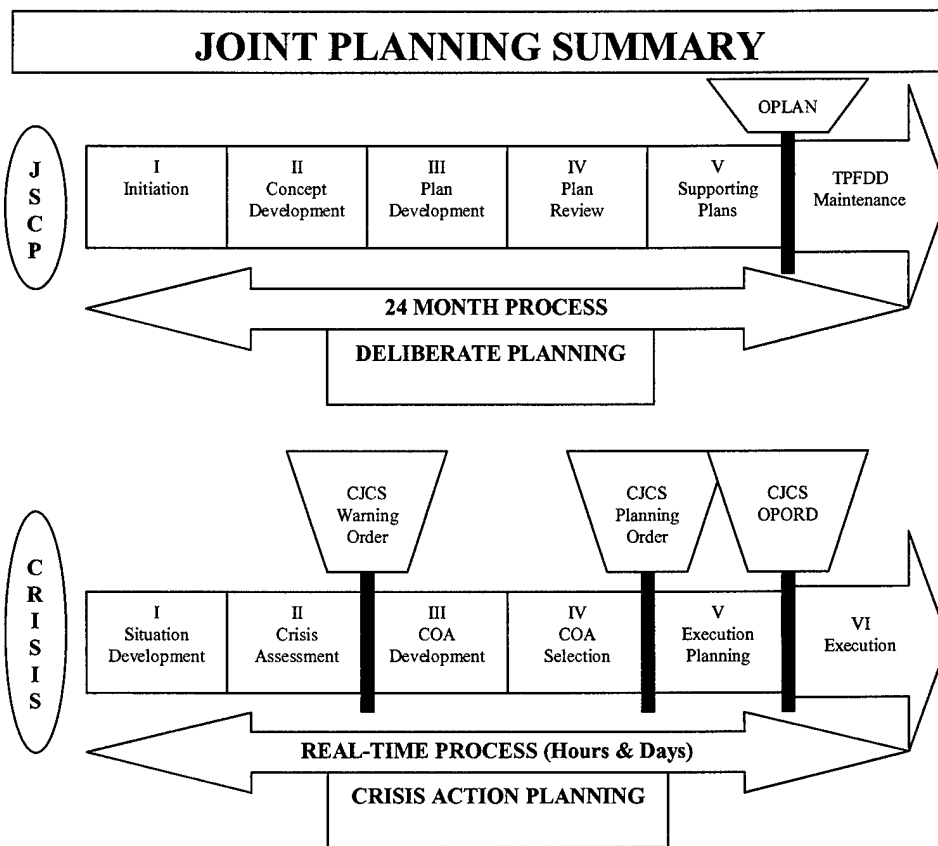 JOINT PLANNING SUMMARY
OPLAN
JSCP
I
Initiation
II
Concept
Development
III
Plan
Development
IV
Plan
Review
V
Supporting
Plans
TPFDD
Maintenance
24 MONTH PROCESS
DELIBERATE PLANNING
CJCS
Warning
Order
CJCS
Planning
Order
CJCS
OPORD
CRISIS
I
Situation
Development
II
Crisis
Assessment
III
COA
Development
IV
COA
Selection
V
Execution
Planning
VI
Execution
REAL-TIME PROCESS (Hours & Days)
CRISIS ACTION PLANNING